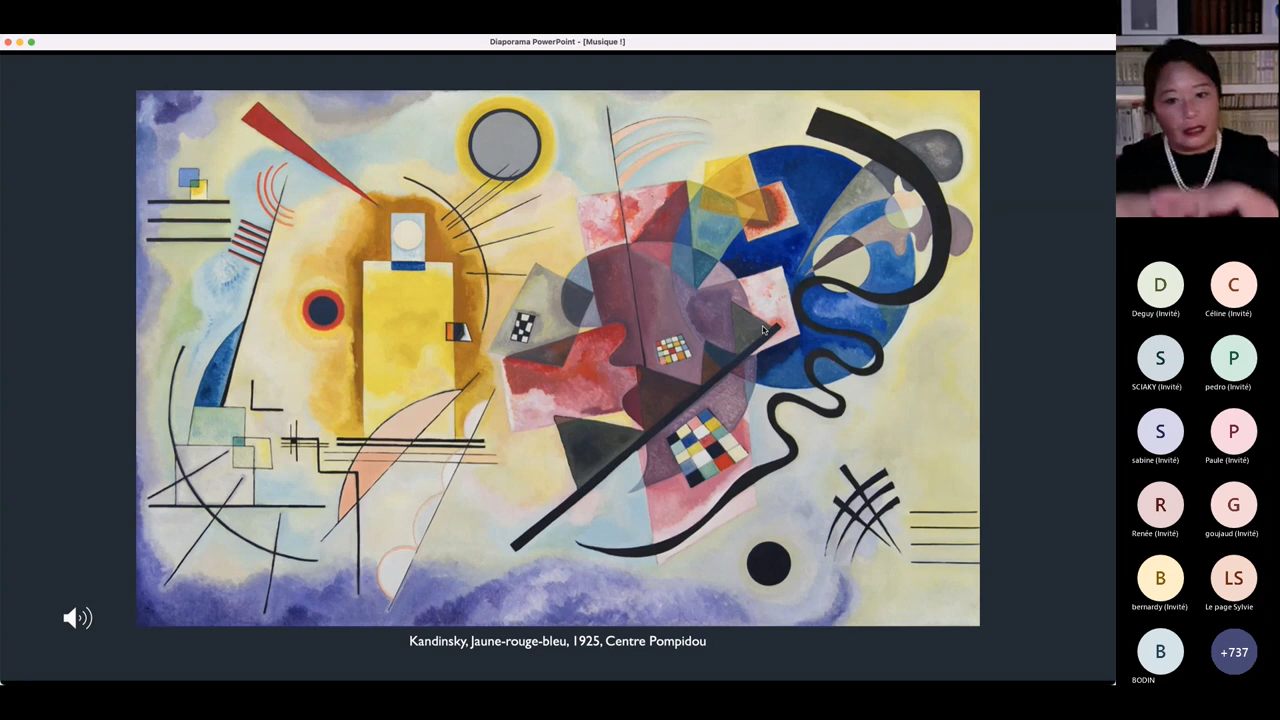 Diaporama PowerPoint - [Musique !]
Kandinsky, Jaune-rouge-bleu, 1925, Centre Pompidou
D
C
Deguy (Invité)
Céline (Invité)
S
P
SCIAKY (Invité)
pedro (Invité)
S
P
sabine (Invité)
Paule (Invité)
R
G
Renée (Invité)
goujaud (Invité)
B
LS
bernardy (Invité)
Le page Sylvie
B
+737
BODIN